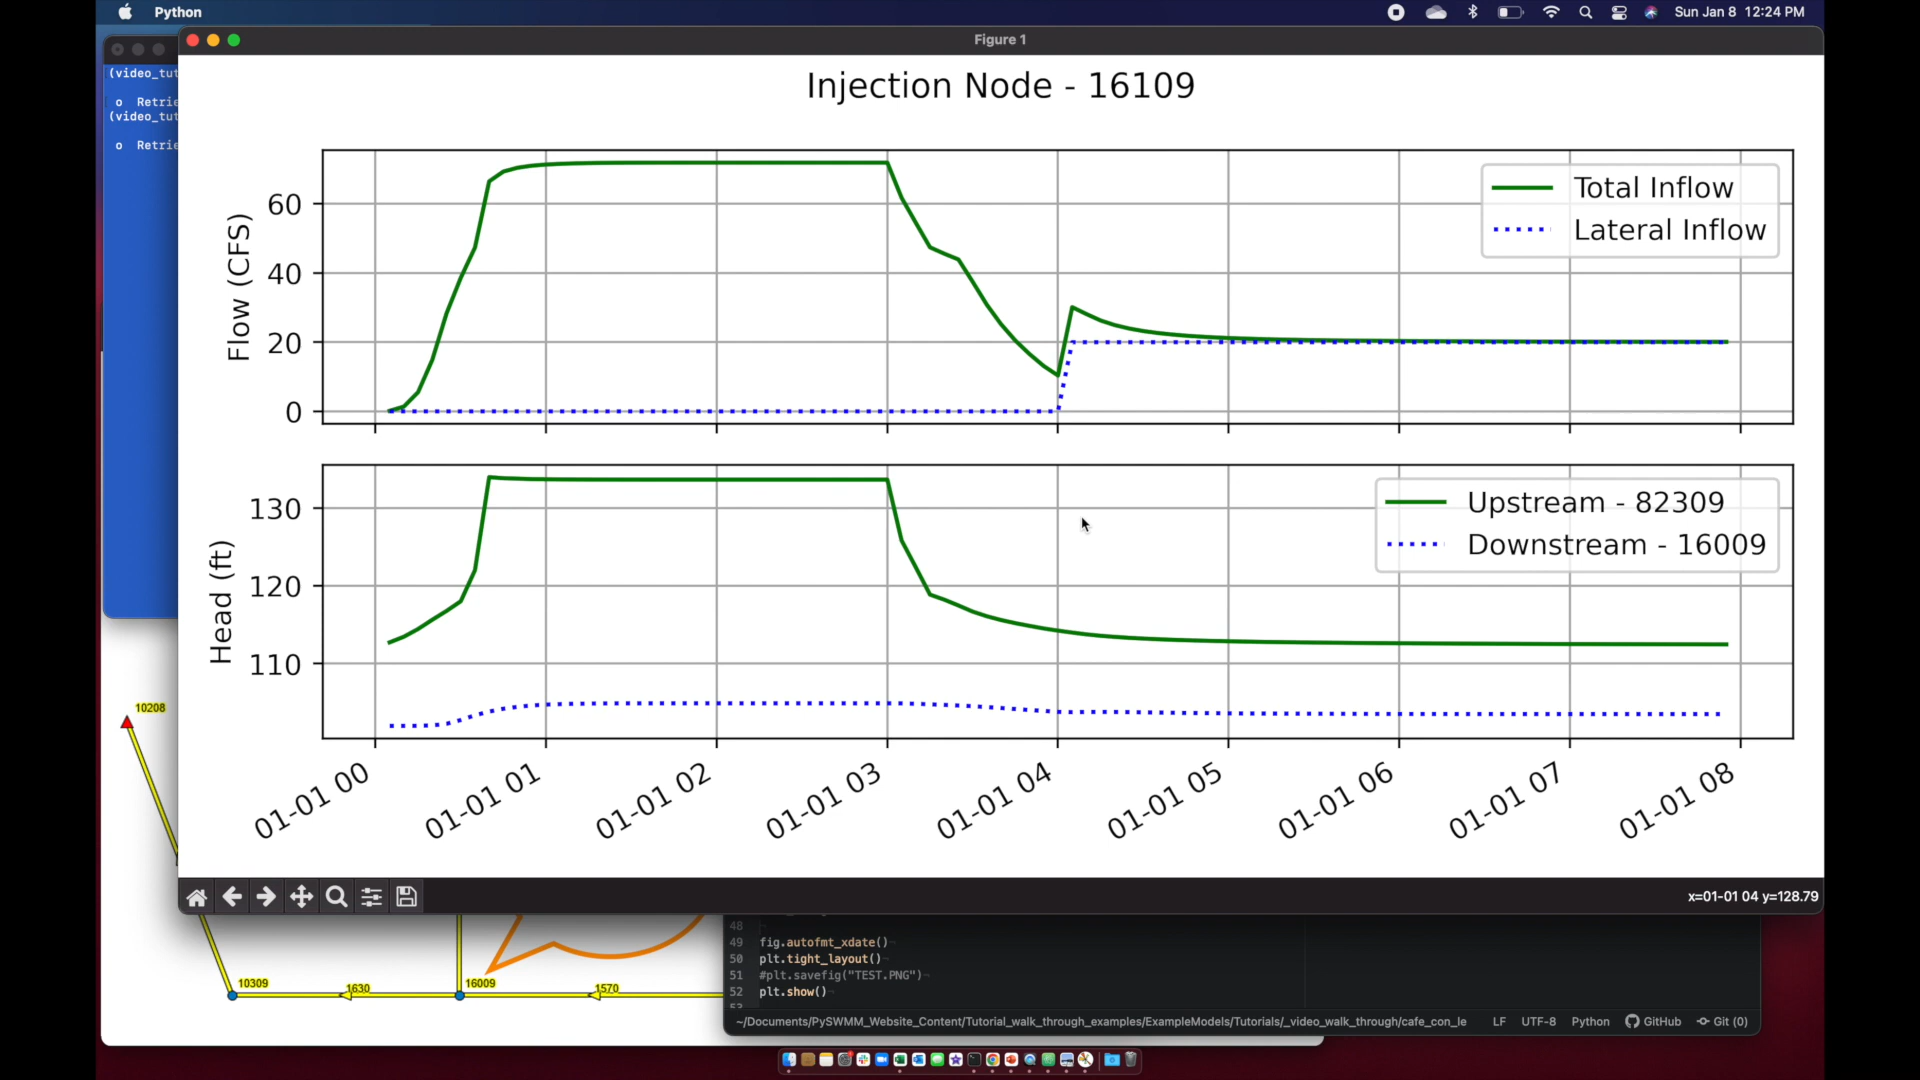 Python
Sun Jan 8 12:24 PM
Figure 1
(video_tut
o Retrie
(video_tut
o Retrie
Injection Node - 16109
Flow (CFS)
60
40
20
0
Total Inflow
Lateral Inflow
Head (ft)
130
120
110
Upstream - 82309
Downstream - 16009
01-01 00
01-01 01
01-01 02
01-01 03
01-01 04
01-01 05
01-01 06
01-01 07
01-01 08
x=01-01 04 y=128.79
10208
10309
1630
16009
1570
48
49 fig.autofmt_xdate()
50 plt.tight_layout()
51 #plt.savefig("TEST.PNG")
52 plt.show()
53
~/Documents/PySWMM_Website_Content/Tutorial_walk_through_examples/ExampleModels/Tutorials/_video_walk_through/cafe_con_le LF UTF-8 Python GitHub Git (0)